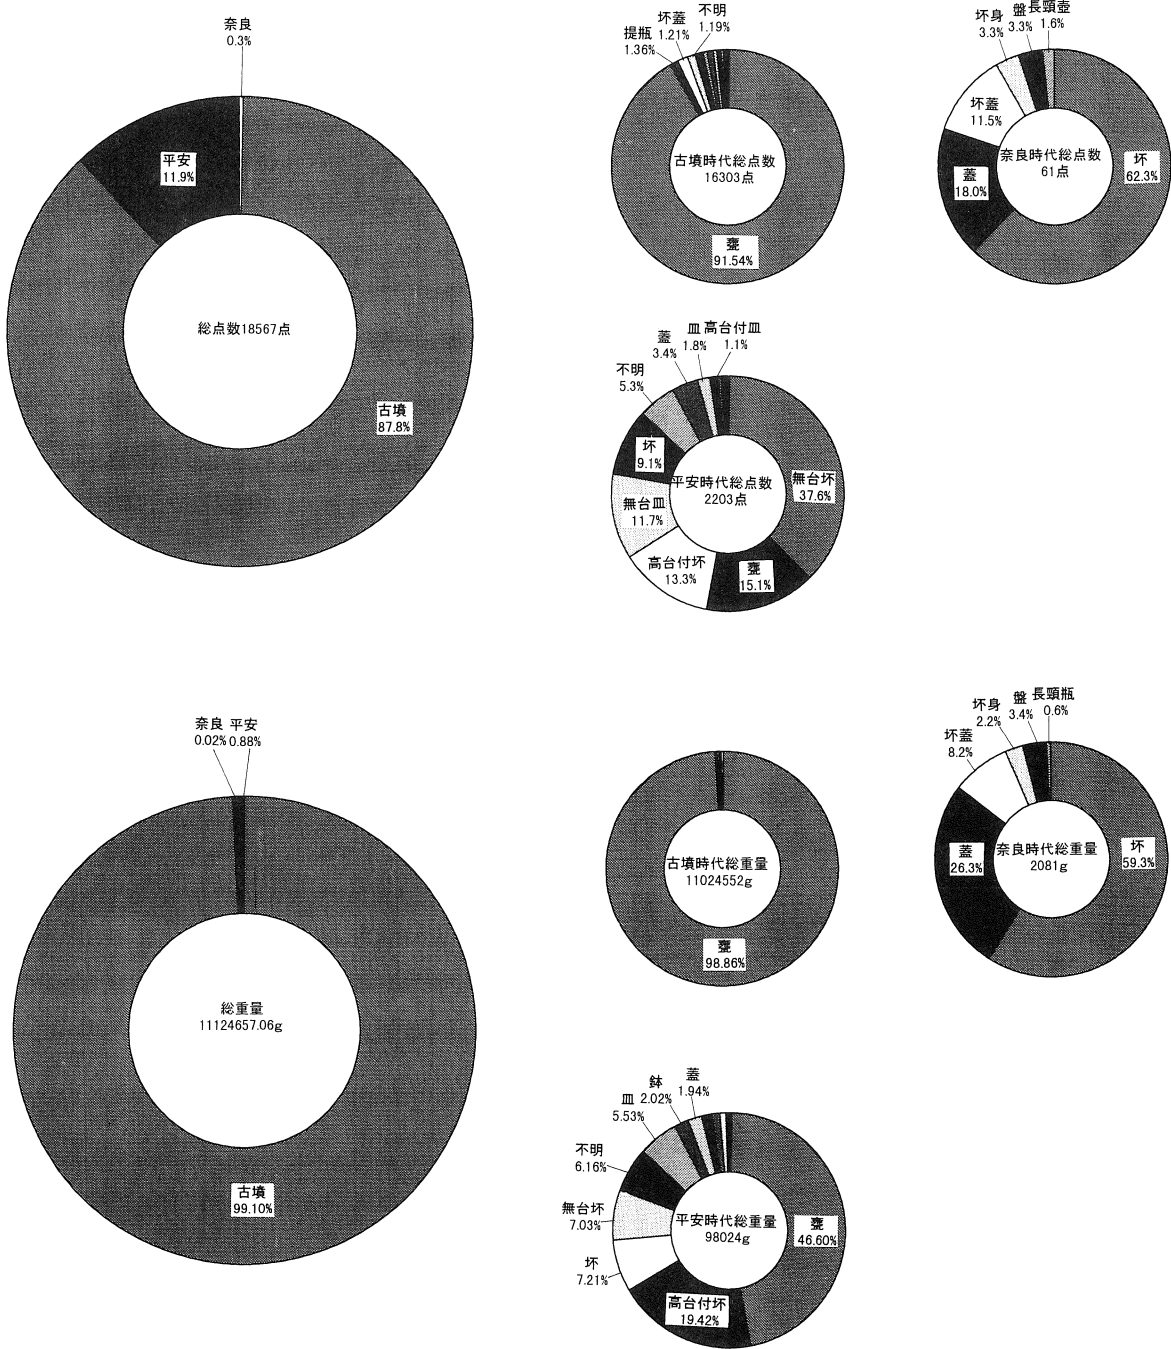 奈良
0.3%
平安
11.9%
総点数18567点
古墳
87.8%
提瓶
1.36%
坏蓋
1.21%
不明
1.19%
古墳時代総点数
16303点
甕
91.54%
坏身
3.3%
盤
3.3%
長頸壺
1.6%
坏蓋
11.5%
蓋
18.0%
奈良時代総点数
61点
坏
62.3%
不明
5.3%
蓋
3.4%
皿
1.8%
高台付皿
1.1%
坏
9.1%
無台皿
11.7%
高台付坏
13.3%
甕
15.1%
無台坏
37.6%
平安時代総点数
2203点
奈良
0.02%
平安
0.88%
総重量
11124657.06g
古墳
99.10%
古墳時代総重量
11024552g
甕
98.86%
坏蓋
8.2%
坏身
2.2%
盤
3.4%
長頸瓶
0.6%
蓋
26.3%
奈良時代総重量
2081g
坏
59.3%
不明
6.16%
皿
5.53%
鉢
2.02%
蓋
1.94%
無台坏
7.03%
坏
7.21%
高台付坏
19.42%
平安時代総重量
98024g
甕
46.60%